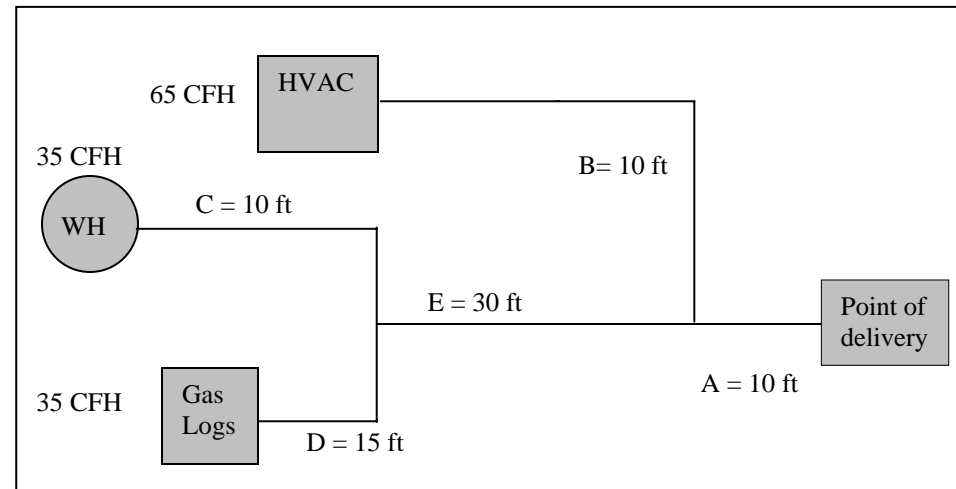 HVAC
65 CFH
35 CFH
B= 10 ft
C = 10 ft
WH
E = 30 ft
Point of
delivery
A = 10 ft
Gas
Logs
35 CFH
D = 15 ft